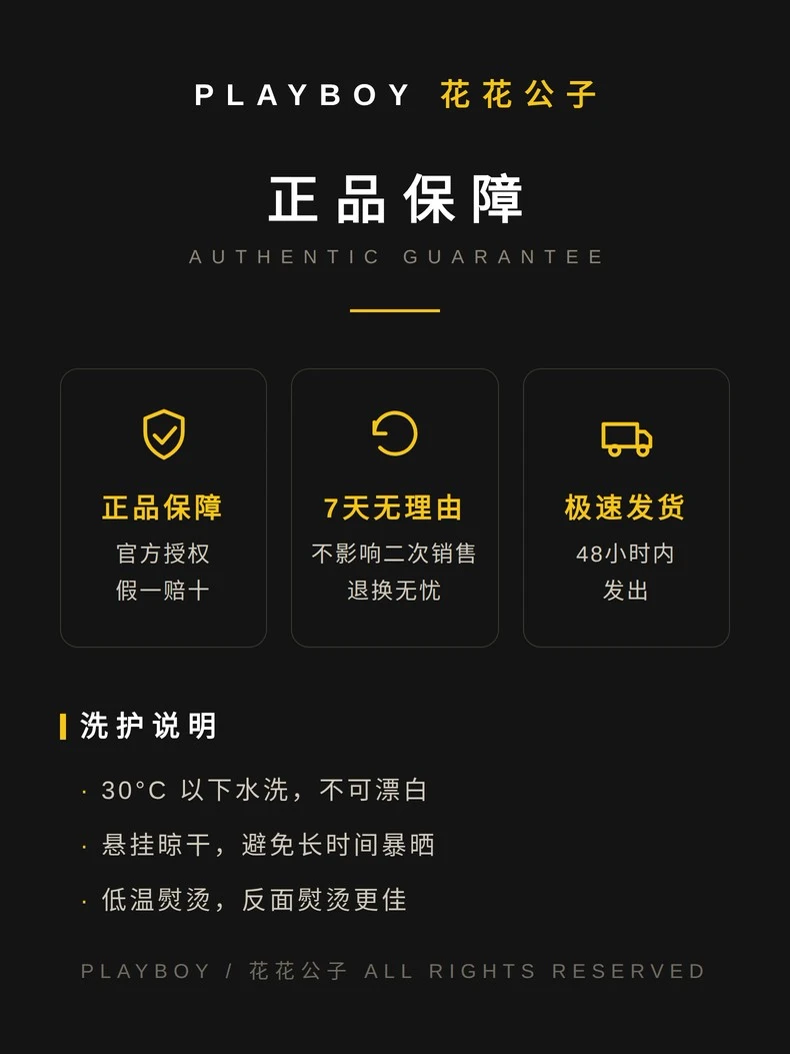 PLAYBOY 花花公子
正品保障
AUTHENTIC GUARANTEE
正品保障
官方授权
假一赔十
7天无理由
不影响二次销售
退换无忧
极速发货
48小时内
发出
洗护说明
· 30°C 以下水洗，不可漂白
· 悬挂晾干，避免长时间暴晒
· 低温熨烫，反面熨烫更佳
PLAYBOY / 花花公子 ALL RIGHTS RESERVED